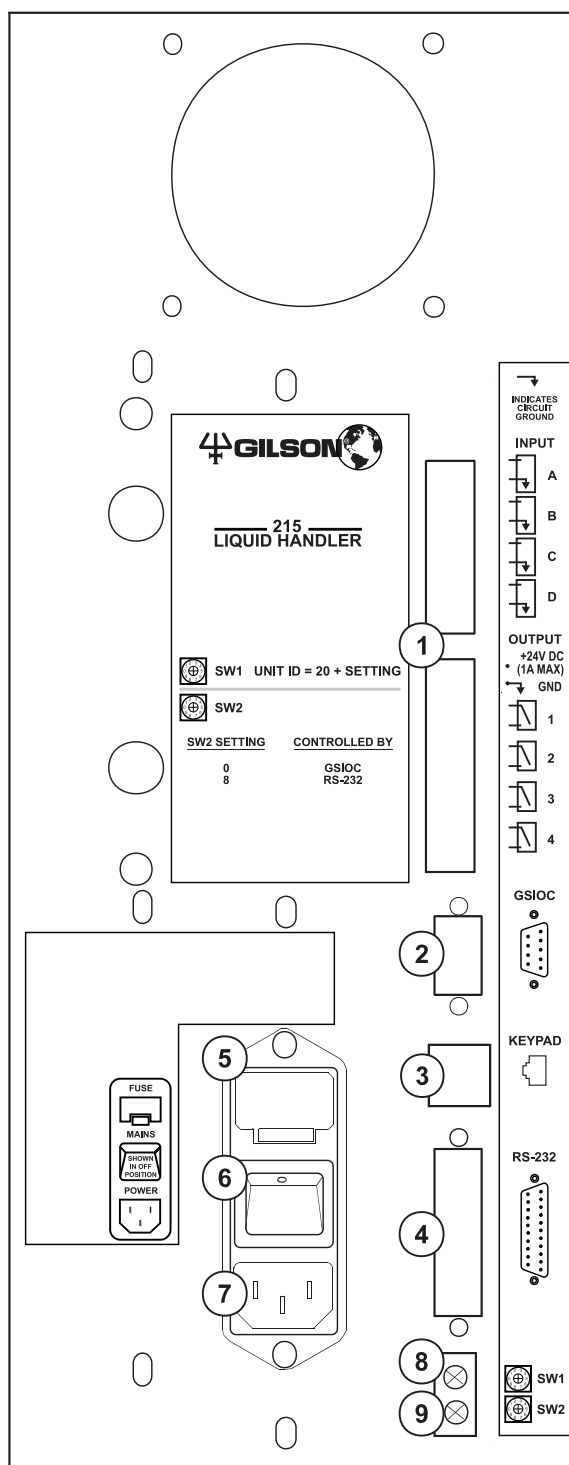 INDICATES
CIRCUIT
GROUND
INPUT
A
B
C
D
OUTPUT
+24V DC
(1A MAX)
GND
1
2
3
4
GILSON
215
LIQUID HANDLER
SW1 UNIT ID = 20 + SETTING
SW2
SW2 SETTING CONTROLLED BY
0 GSIOC
8 RS-232
1
2
3
4
5
6
7
8
9
FUSE
MAINS
SHOWN
IN OFF
POSITION
POWER
GSIOC
KEYPAD
RS-232
SW1
SW2